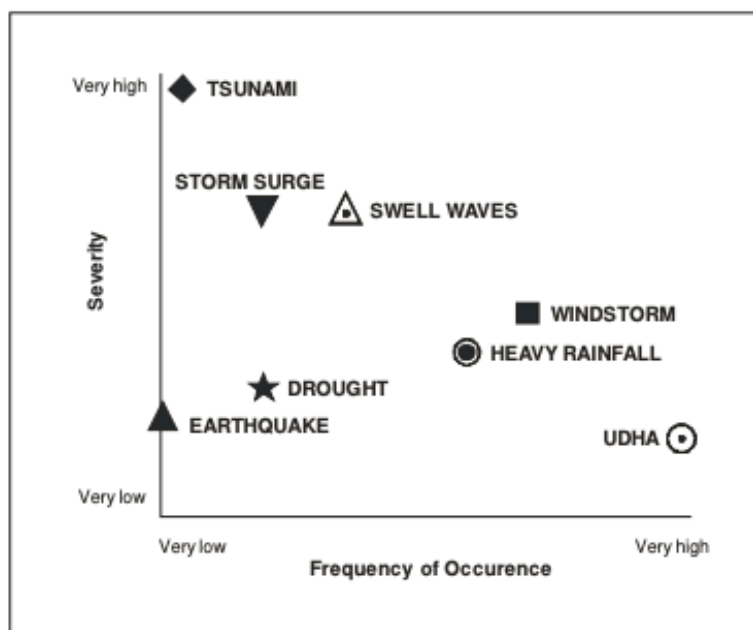 Very high
TSUNAMI
STORM SURGE
SWELL WAVES
Severity
WINDSTORM
HEAVY RAINFALL
DROUGHT
EARTHQUAKE
UDHA
Very low
Very low
Very high
Frequency of Occurence